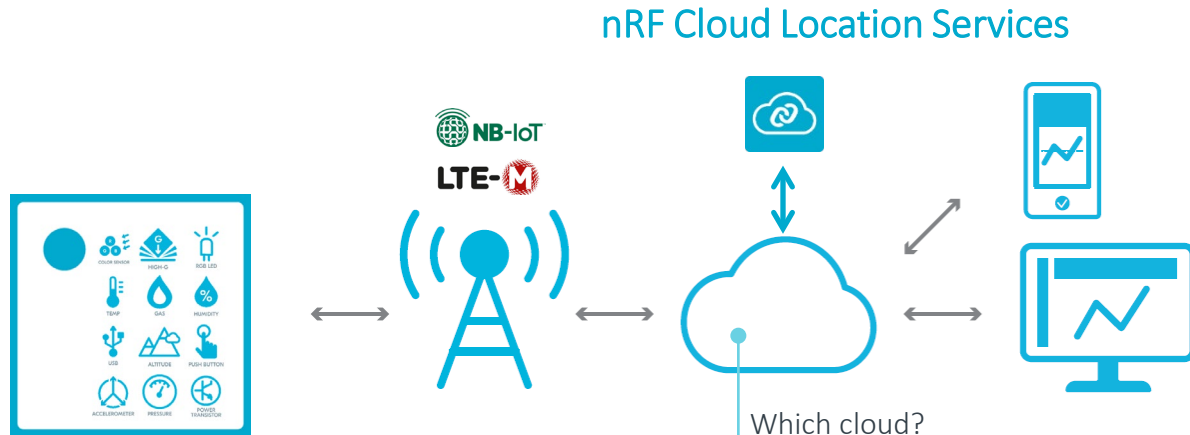 nRF Cloud Location Services
NB-IoT
LTE-M
COLOR SENSOR
HIGH-G
RGB LED
TEMP
GAS
HUMIDITY
USB
ALTITUDE
PUSH BUTTON
ACCELEROMETER
PRESSURE
POWER
TRANSISTOR
G
%
Which cloud?